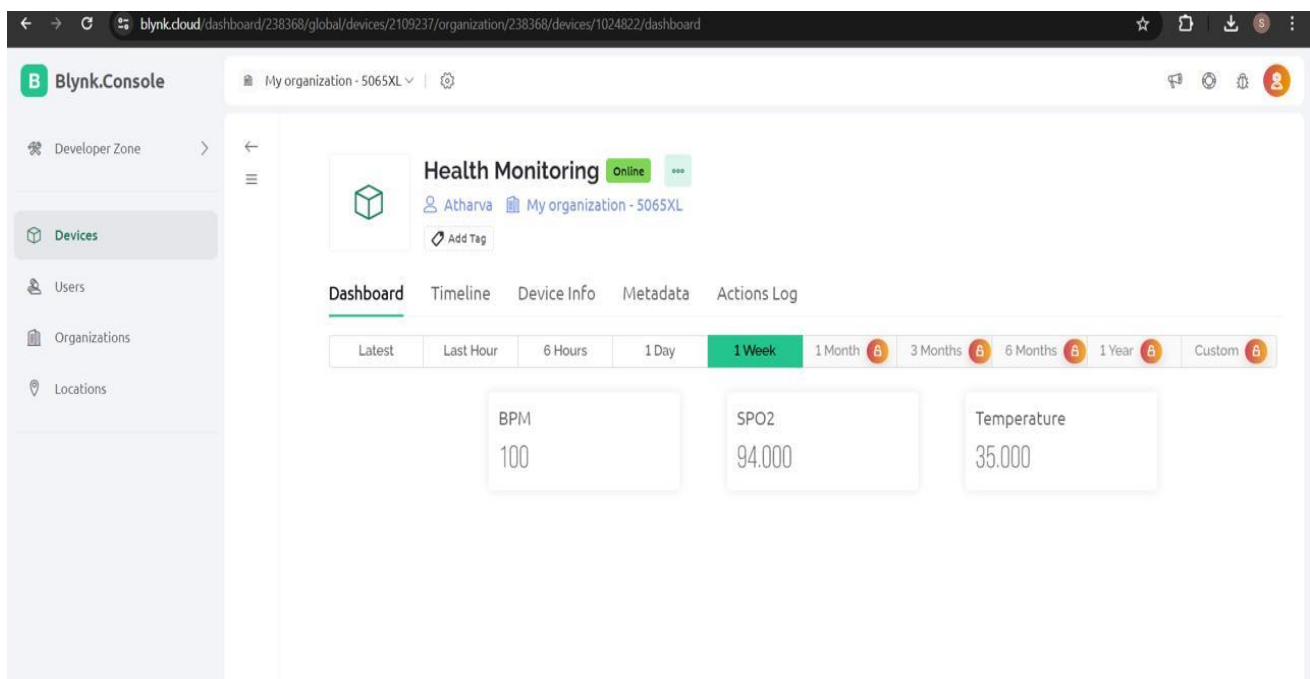 blynk.cloud/dashboard/238368/global/devices/2109237/organization/238368/devices/1024822/dashboard
S
B Blynk.Console
My organization - 5065XL
Developer Zone
Devices
Users
Organizations
Locations
Health Monitoring Online
Atharva My organization - 5065XL
Add Tag
Dashboard Timeline Device Info Metadata Actions Log
Latest Last Hour 6 Hours 1 Day 1 Week 1 Month 3 Months 6 Months 1 Year Custom
BPM SPO2 Temperature
100 94.000 35.000